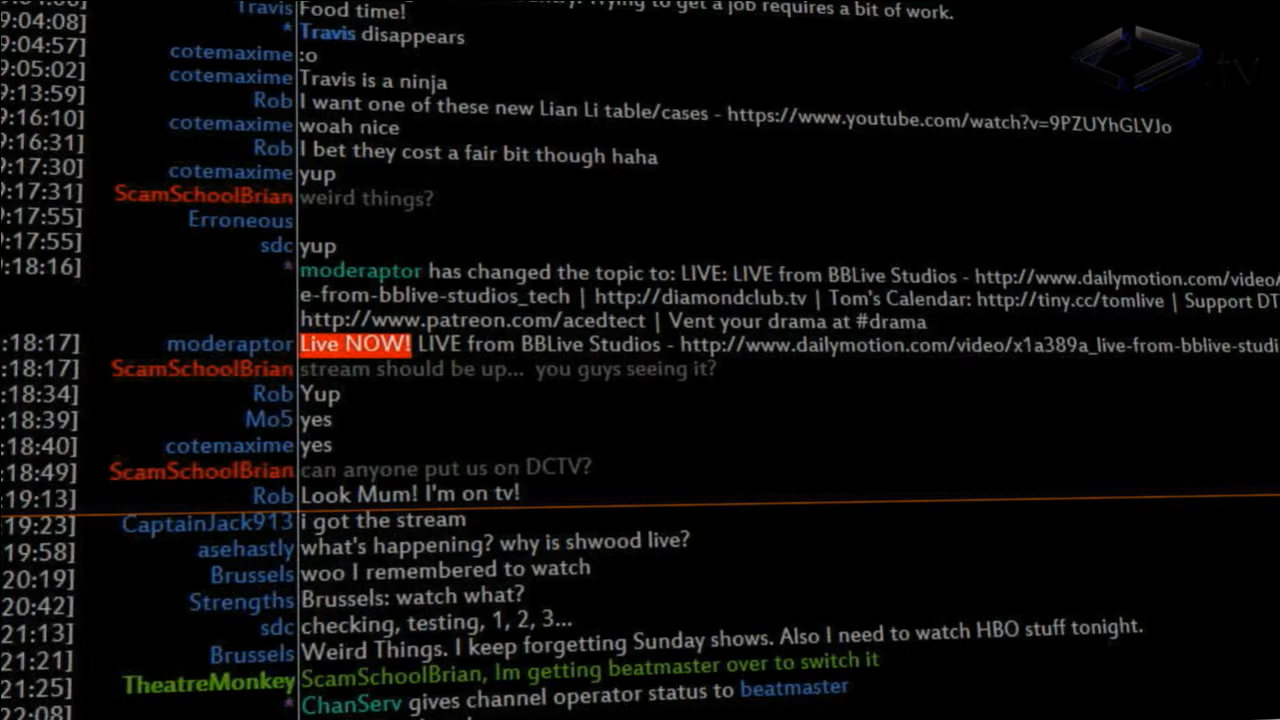 Travis Food time! Trying to get a job requires a bit of work.
9:04:08] * Travis disappears
9:04:57] cotemaxime :o
9:05:02] cotemaxime Travis is a ninja
9:13:59] Rob I want one of these new Lian Li table/cases - https://www.youtube.com/watch?v=9PZUYhGLVJo
9:16:10] cotemaxime woah nice
9:16:31] Rob I bet they cost a fair bit though haha
9:17:30] cotemaxime yup
9:17:31] ScamSchoolBrian weird things?
:17:55] Erroneous
:17:55] sdc yup
:18:16] * moderaptor has changed the topic to: LIVE: LIVE from BBLive Studios - http://www.dailymotion.com/video/
e-from-bblive-studios_tech | http://diamondclub.tv | Tom's Calendar: http://tiny.cc/tomlive | Support DT
http://www.patreon.com/acedtect | Vent your drama at #drama
:18:17] moderaptor Live NOW! LIVE from BBLive Studios - http://www.dailymotion.com/video/x1a389a_live-from-bblive-studi
:18:17] ScamSchoolBrian stream should be up... you guys seeing it?
:18:34] Rob Yup
:18:39] Mo5 yes
:18:40] cotemaxime yes
:18:49] ScamSchoolBrian can anyone put us on DCTV?
:19:13] Rob Look Mum! I'm on tv!
19:23] CaptainJack913 i got the stream
19:58] asehastly what's happening? why is shwood live?
20:19] Brussels woo I remembered to watch
20:42] Strengths Brussels: watch what?
21:13] sdc checking, testing, 1, 2, 3...
21:21] Brussels Weird Things. I keep forgetting Sunday shows. Also I need to watch HBO stuff tonight.
21:25] TheatreMonkey ScamSchoolBrian, Im getting beatmaster over to switch it
22:08] * ChanServ gives channel operator status to beatmaster
.tv